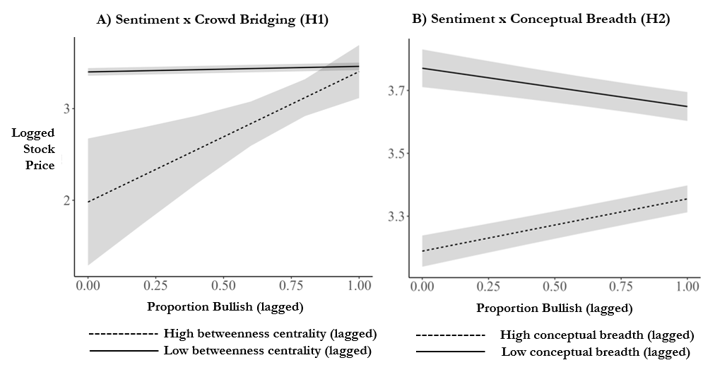 A) Sentiment x Crowd Bridging (H1)
Logged
Stock
Price
3
2
0.00 0.25 0.50 0.75 1.00
Proportion Bullish (lagged)
High betweenness centrality (lagged)
Low betweenness centrality (lagged)
B) Sentiment x Conceptual Breadth (H2)
3.7
3.5
3.3
0.00 0.25 0.50 0.75 1.00
Proportion Bullish (lagged)
High conceptual breadth (lagged)
Low conceptual breadth (lagged)